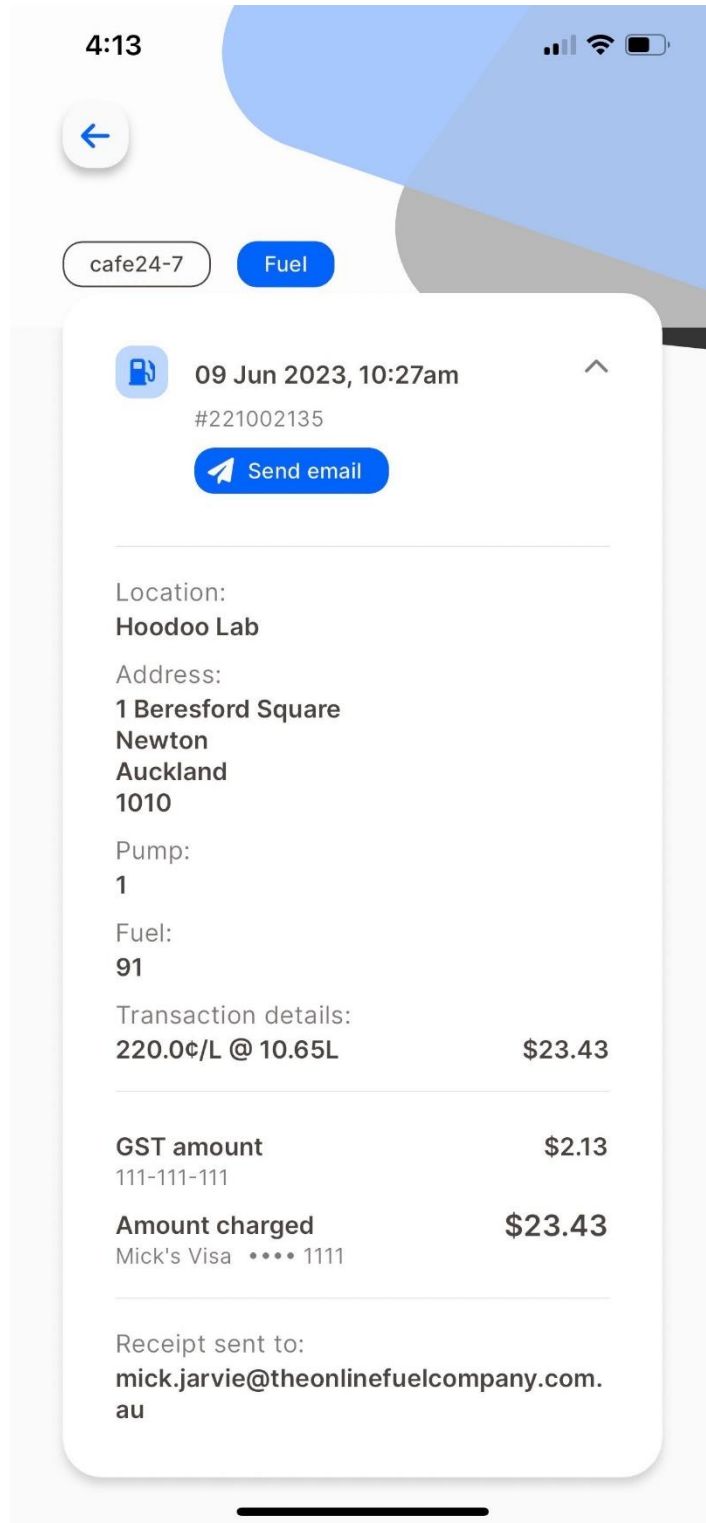 4:13
cafe24-7 Fuel
09 Jun 2023, 10:27am
#221002135
Send email
Location:
Hoodoo Lab
Address:
1 Beresford Square
Newton
Auckland
1010
Pump:
1
Fuel:
91
Transaction details:
220.0¢/L @ 10.65L $23.43
GST amount $2.13
111-111-111
Amount charged $23.43
Mick's Visa •••• 1111
Receipt sent to:
mick.jarvie@theonlinefuelcompany.com.
au